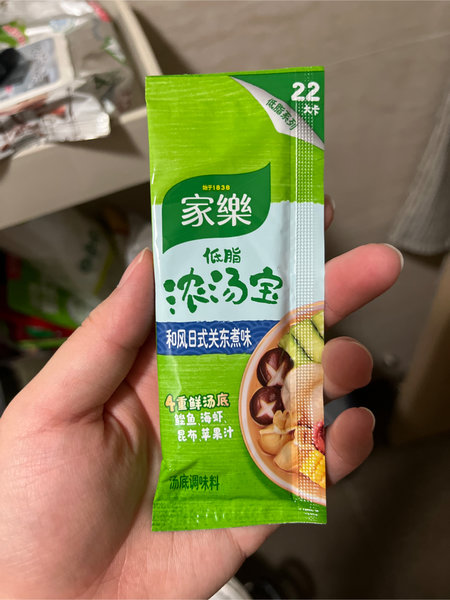 22
大卡
低脂系列
始于1838
家樂
低脂
浓汤宝
和风日式关东煮味
4重鲜汤底
鲣鱼、海虾
昆布、苹果汁
汤底调味料